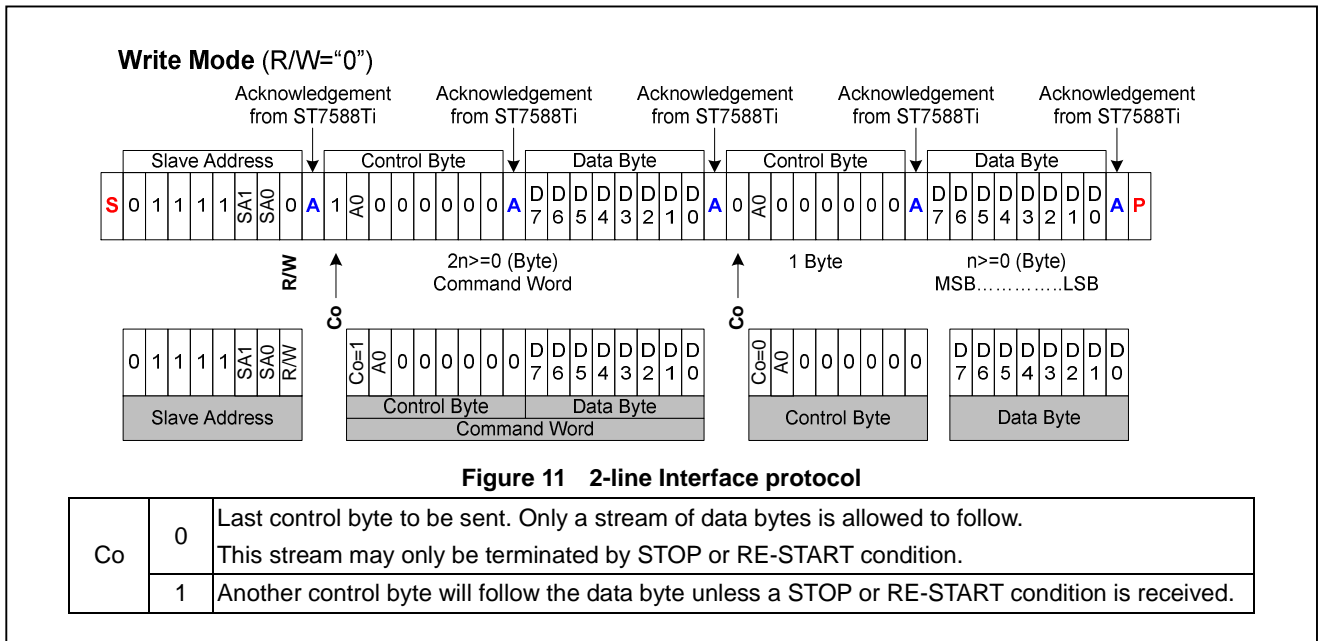 Write Mode (R/W="0")
Acknowledgement from ST7588Ti Acknowledgement from ST7588Ti Acknowledgement from ST7588Ti Acknowledgement from ST7588Ti Acknowledgement from ST7588Ti
Slave Address Control Byte Data Byte Control Byte Data Byte
S 0 1 1 1 1 SA1 SA0 0 A 1 A0 0 0 0 0 0 0 A D7 D6 D5 D4 D3 D2 D1 D0 A 0 A0 0 0 0 0 0 0 A D7 D6 D5 D4 D3 D2 D1 D0 A P
R/W Co 2n>=0 (Byte) Co 1 Byte n>=0 (Byte)
Command Word MSB…………..LSB
0 1 1 1 1 SA1 SA0 R/W Co=1 A0 0 0 0 0 0 0 D7 D6 D5 D4 D3 D2 D1 D0 Co=0 A0 0 0 0 0 0 0 D7 D6 D5 D4 D3 D2 D1 D0
Slave Address Control Byte Data Byte Control Byte Data Byte
Command Word
Figure 11 2-line Interface protocol
Co 0 Last control byte to be sent. Only a stream of data bytes is allowed to follow.
This stream may only be terminated by STOP or RE-START condition.
1 Another control byte will follow the data byte unless a STOP or RE-START condition is received.